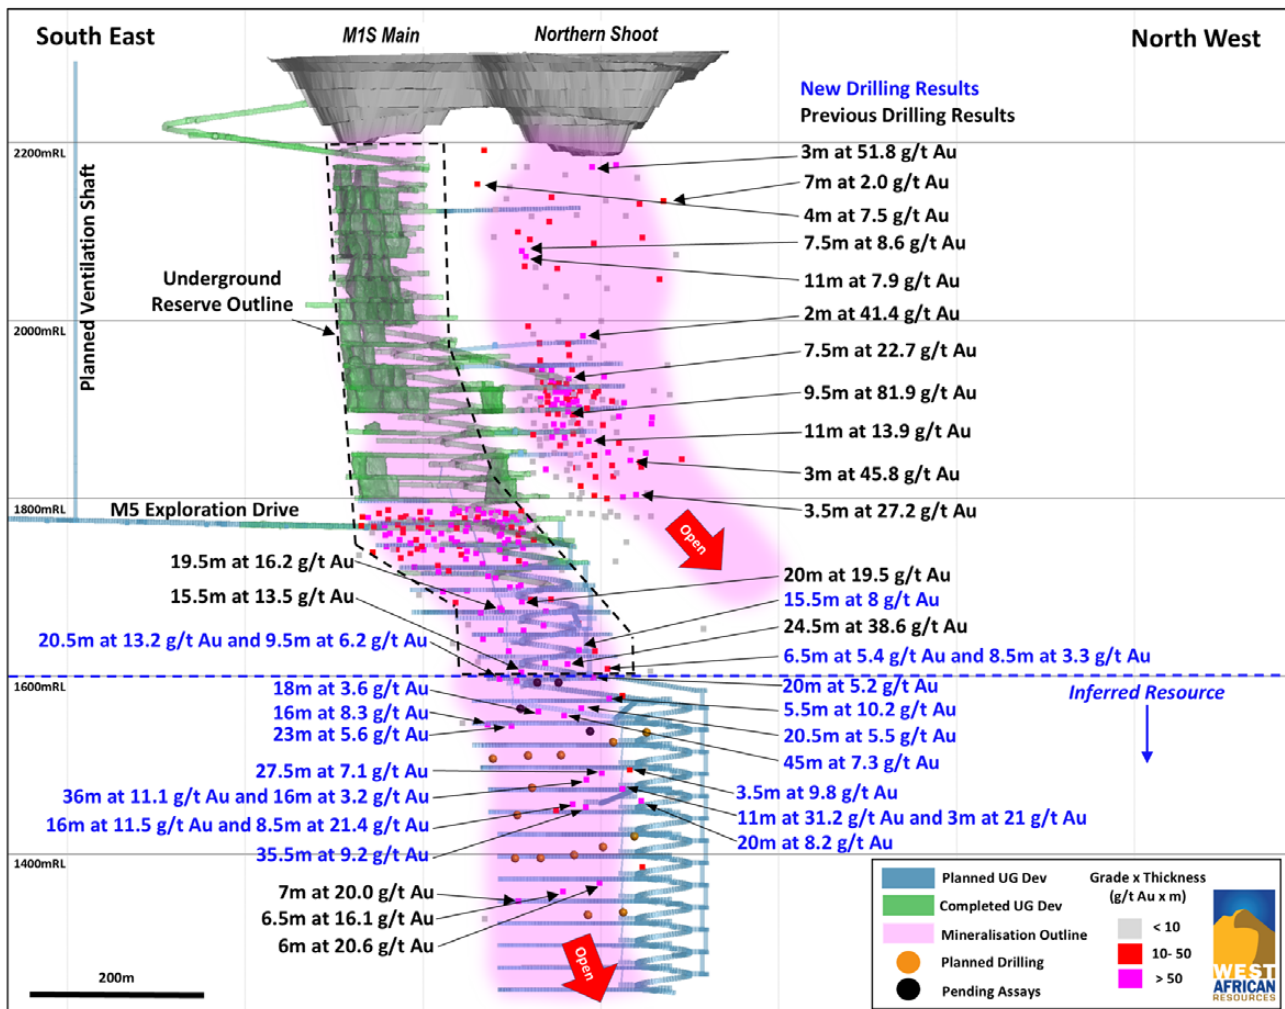 South East
M1S Main
Northern Shoot
North West
New Drilling Results
Previous Drilling Results
2200mRL
3m at 51.8 g/t Au
7m at 2.0 g/t Au
4m at 7.5 g/t Au
7.5m at 8.6 g/t Au
11m at 7.9 g/t Au
2m at 41.4 g/t Au
7.5m at 22.7 g/t Au
9.5m at 81.9 g/t Au
11m at 13.9 g/t Au
3m at 45.8 g/t Au
3.5m at 27.2 g/t Au
Planned Ventilation Shaft
Underground
Reserve Outline
2000mRL
1800mRL
M5 Exploration Drive
Open
19.5m at 16.2 g/t Au
15.5m at 13.5 g/t Au
20.5m at 13.2 g/t Au and 9.5m at 6.2 g/t Au
20m at 19.5 g/t Au
15.5m at 8 g/t Au
24.5m at 38.6 g/t Au
6.5m at 5.4 g/t Au and 8.5m at 3.3 g/t Au
1600mRL
18m at 3.6 g/t Au
16m at 8.3 g/t Au
23m at 5.6 g/t Au
20m at 5.2 g/t Au
5.5m at 10.2 g/t Au
20.5m at 5.5 g/t Au
45m at 7.3 g/t Au
Inferred Resource
27.5m at 7.1 g/t Au
36m at 11.1 g/t Au and 16m at 3.2 g/t Au
16m at 11.5 g/t Au and 8.5m at 21.4 g/t Au
35.5m at 9.2 g/t Au
3.5m at 9.8 g/t Au
11m at 31.2 g/t Au and 3m at 21 g/t Au
20m at 8.2 g/t Au
1400mRL
7m at 20.0 g/t Au
6.5m at 16.1 g/t Au
6m at 20.6 g/t Au
Open
200m
Planned UG Dev
Completed UG Dev
Mineralisation Outline
Planned Drilling
Pending Assays
Grade x Thickness
(g/t Au x m)
< 10
10- 50
> 50
WEST
AFRICAN
RESOURCES